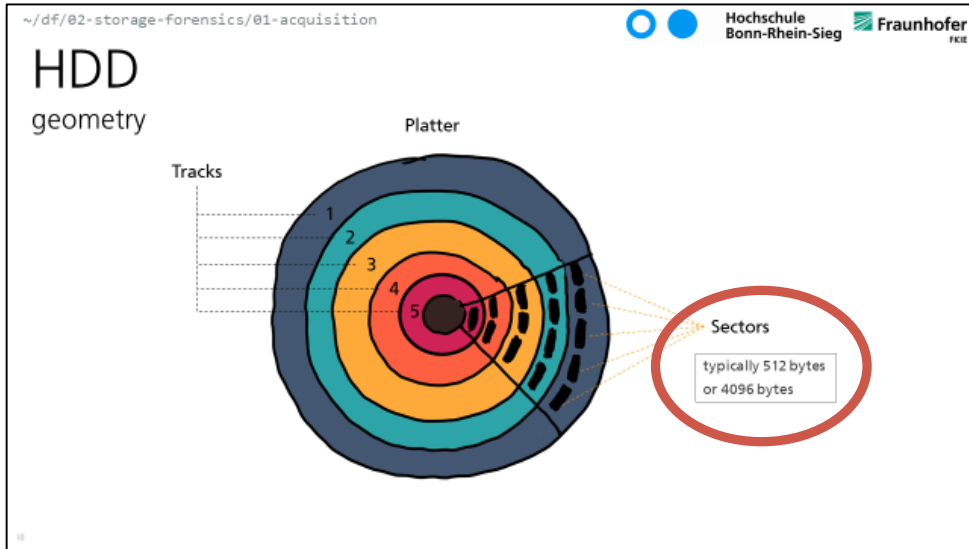 ~/df/02-storage-forensics/01-acquisition
Hochschule
Bonn-Rhein-Sieg
Fraunhofer
FKIE
HDD
geometry
Platter
Tracks
1
2
3
4
5
Sectors
typically 512 bytes
or 4096 bytes
18